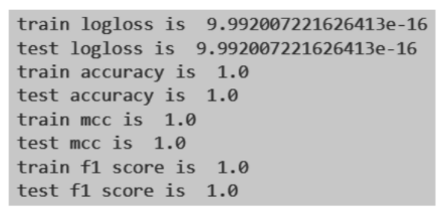 train logloss is  9.992007221626413e-16
test logloss is  9.992007221626413e-16
train accuracy is  1.0
test accuracy is  1.0
train mcc is  1.0
test mcc is  1.0
train f1 score is  1.0
test f1 score is  1.0